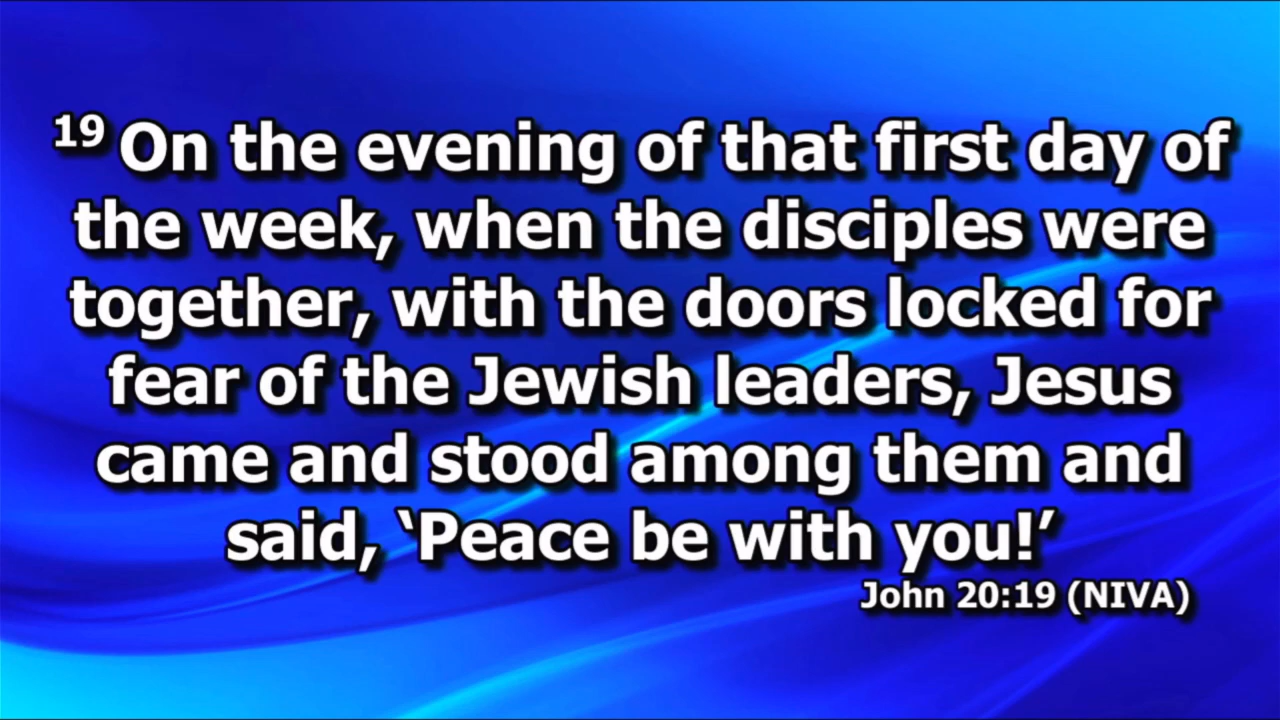 19 On the evening of that first day of
the week, when the disciples were
together, with the doors locked for
fear of the Jewish leaders, Jesus
came and stood among them and
said, ‘Peace be with you!’
John 20:19 (NIVA)